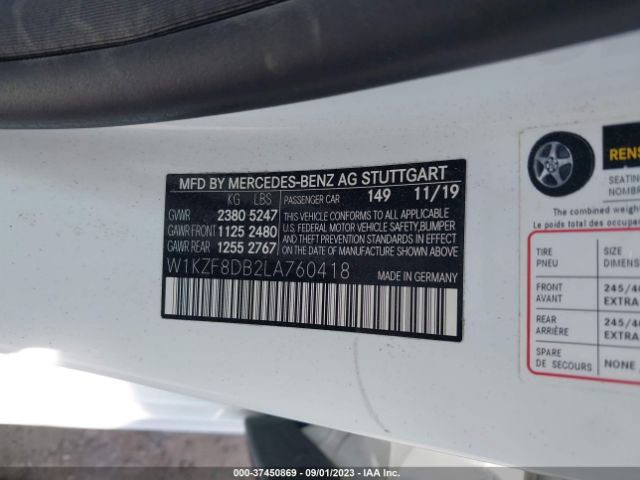 MFD BY MERCEDES-BENZ AG STUTTGART
KG LBS PASSENGER CAR 149 11/19
GVWR 2380 5247
GAWR FRONT 1125 2480
GAWR REAR 1255 2767
THIS VEHICLE CONFORMS TO ALL APPLICABLE
U.S. FEDERAL MOTOR VEHICLE SAFETY, BUMPER
AND THEFT PREVENTION STANDARDS IN EFFECT ON
THE DATE OF MANUFACTURE SHOWN ABOVE
W1KZF8DB2LA760418
MADE IN GERMANY
SEATING
The combined weigh
Le poids total des occ
TIRE SIZE
PNEU DIMENS
FRONT 245/4
AVANT EXTRA
REAR 245/4
ARRIÈRE EXTRA
SPARE NONE
DE SECOURS
000-37450869 - 09/01/2023 - IAA Inc.